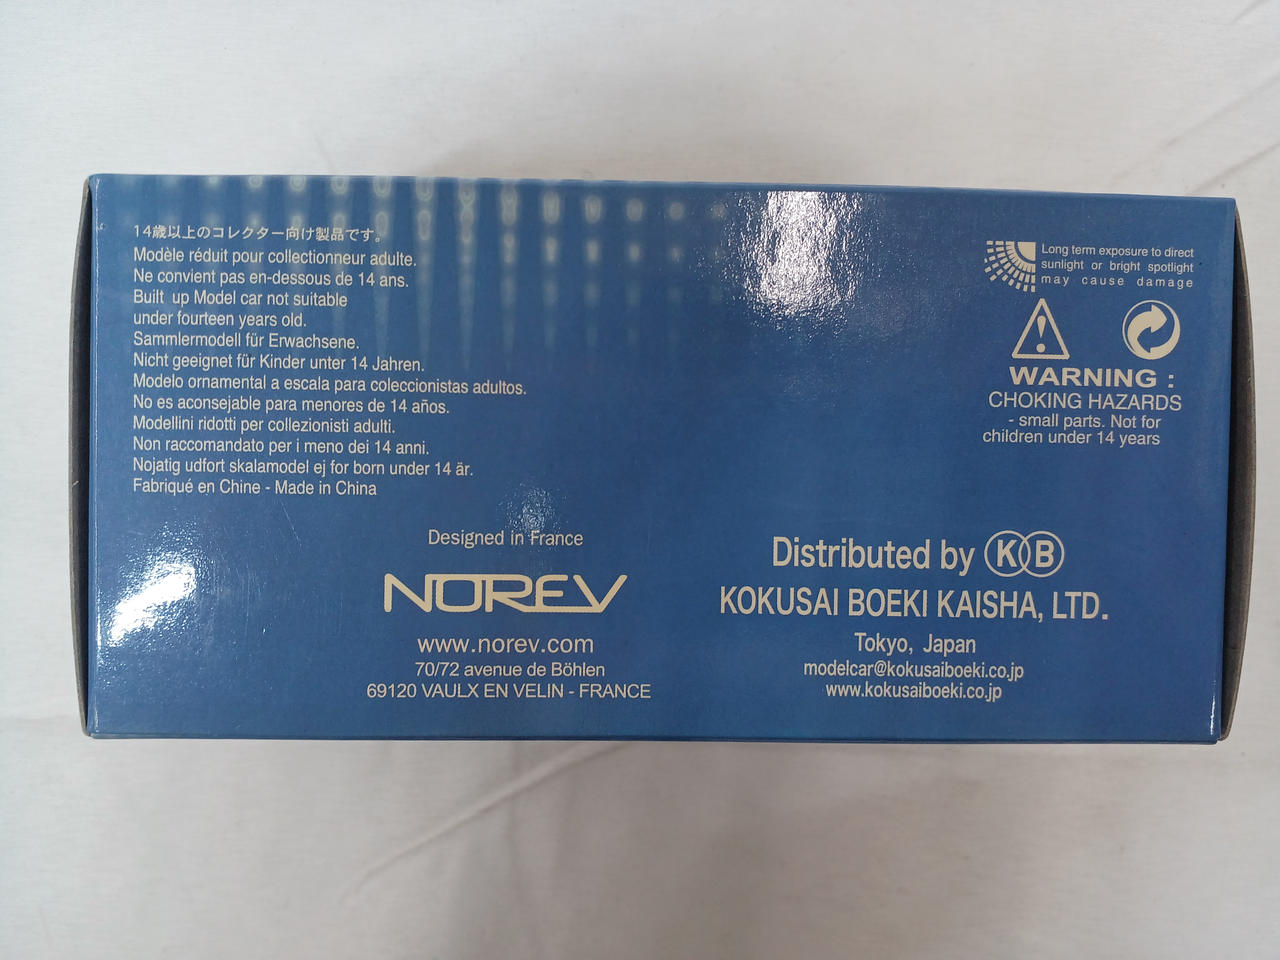 14歳以上のコレクター向け製品です。
Modèle réduit pour collectionneur adulte.
Ne convient pas en-dessous de 14 ans.
Built up Model car not suitable
under fourteen years old.
Sammlermodell für Erwachsene.
Nicht geeignet für Kinder unter 14 Jahren.
Modelo ornamental a escala para coleccionistas adultos.
No es aconsejable para menores de 14 años.
Modellini ridotti per collezionisti adulti.
Non raccomandato per i meno dei 14 anni.
Nojatig udfort skalamodel ej for born under 14 är.
Fabriqué en Chine - Made in China
Long term exposure to direct
sunlight or bright spotlight
may cause damage
WARNING :
CHOKING HAZARDS
- small parts. Not for
children under 14 years
Designed in France
NOREV
www.norev.com
70/72 avenue de Böhlen
69120 VAULX EN VELIN - FRANCE
Distributed by KB
KOKUSAI BOEKI KAISHA, LTD.
Tokyo, Japan
modelcar@kokusaiboeki.co.jp
www.kokusaiboeki.co.jp